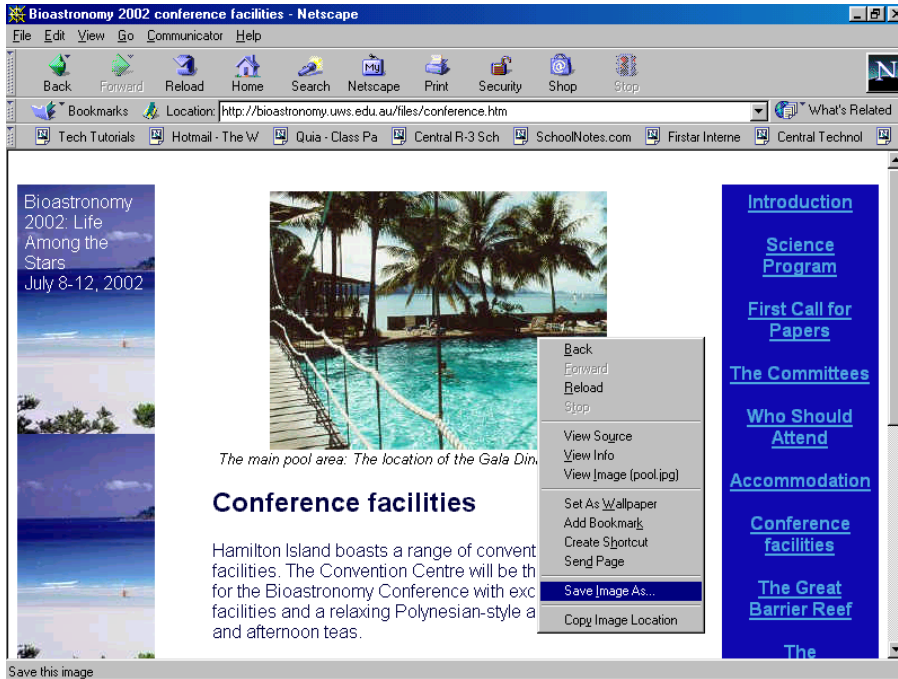 Bioastronomy 2002 conference facilities - Netscape
File Edit View Go Communicator Help
Back Forward Reload Home Search Netscape Print Security Shop Stop
My
N
Bookmarks Location: http://bioastronomy.uws.edu.au/files/conference.htm What's Related
Tech Tutorials Hotmail - The W Quia - Class Pa Central R-3 Sch SchoolNotes.com Firstar Interne Central Technol
Bioastronomy
2002: Life
Among the
Stars
July 8-12, 2002
The main pool area: The location of the Gala Din
Conference facilities
Hamilton Island boasts a range of convent
facilities. The Convention Centre will be th
for the Bioastronomy Conference with exc
facilities and a relaxing Polynesian-style a
and afternoon teas.
Back
Forward
Reload
Stop
View Source
View Info
View Image (pool.jpg)
Set As Wallpaper
Add Bookmark
Create Shortcut
Send Page
Save Image As...
Copy Image Location
Introduction
Science
Program
First Call for
Papers
The Committees
Who Should
Attend
Accommodation
Conference
facilities
The Great
Barrier Reef
The
Save this image